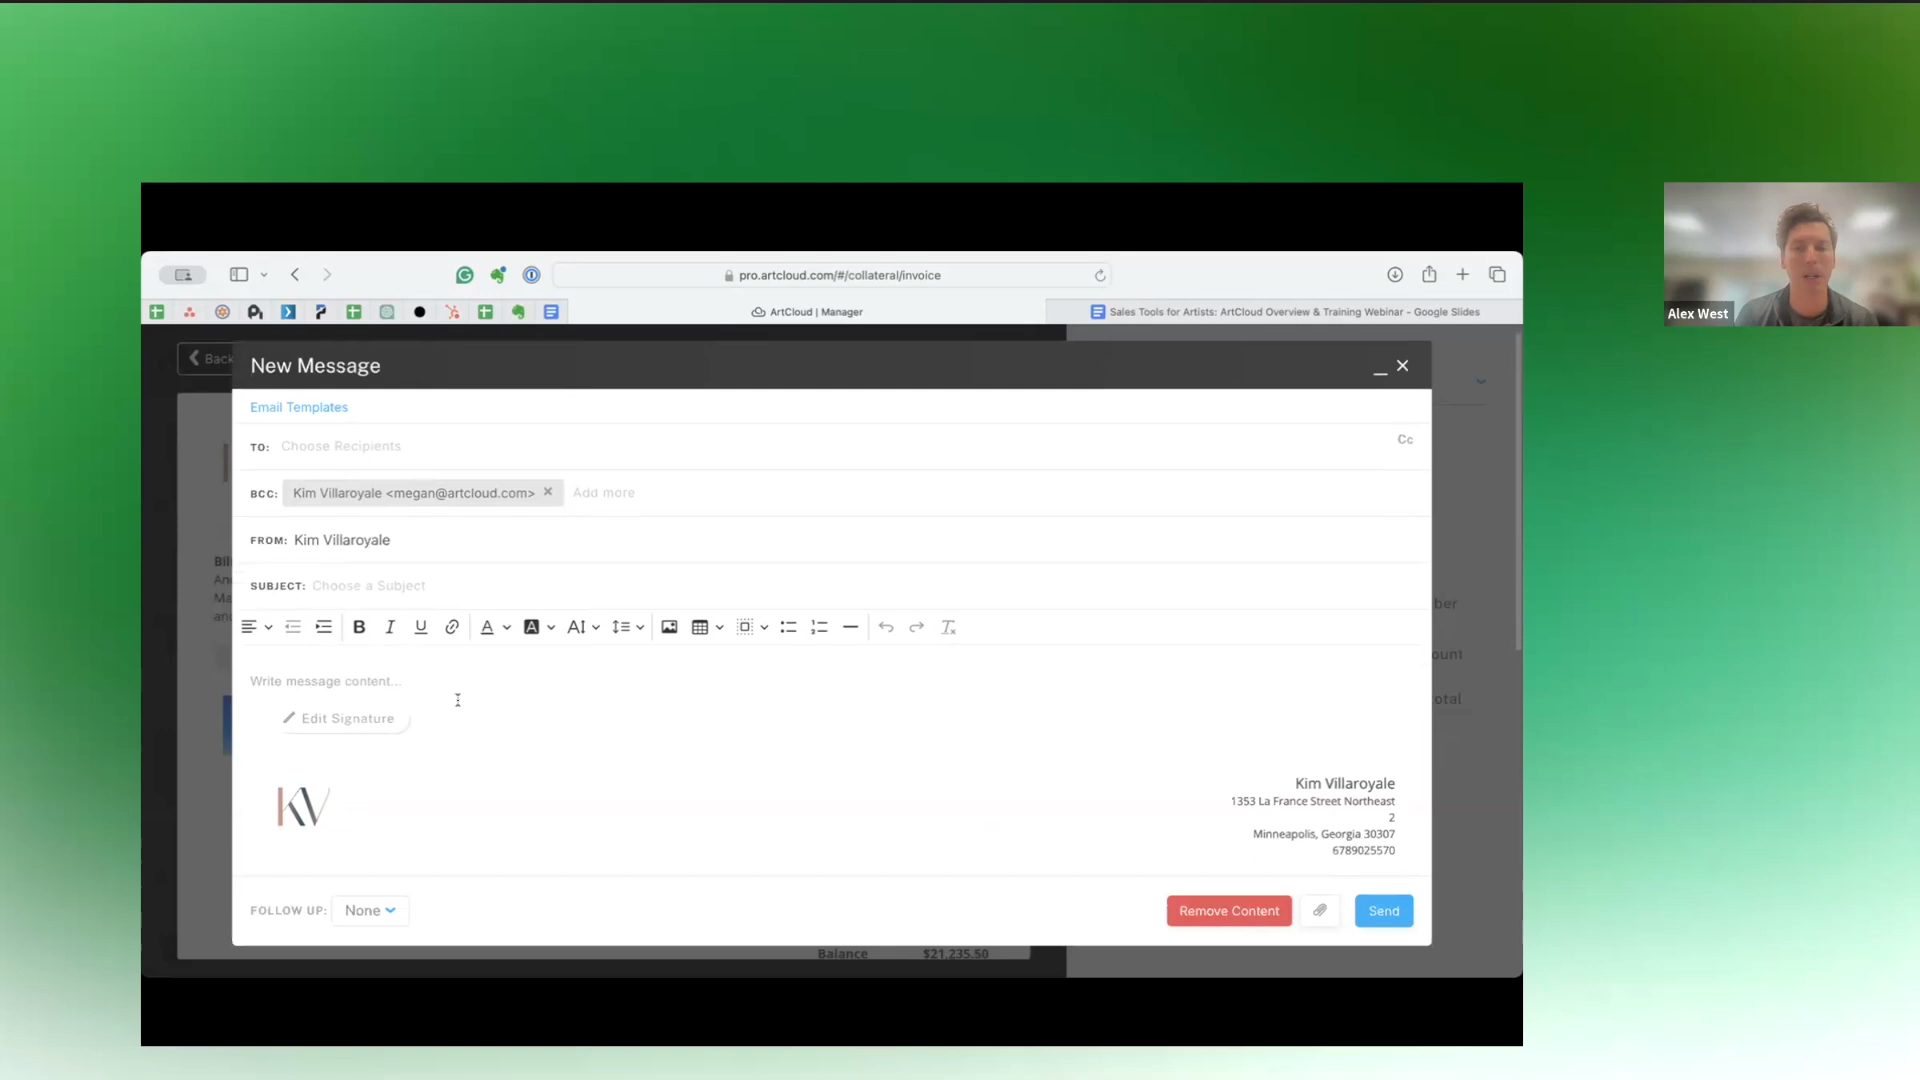 Alex West
pro.artcloud.com/#/collateral/invoice
ArtCloud | Manager
Sales Tools for Artists: ArtCloud Overview & Training Webinar - Google Slides
Back
New Message
Email Templates
TO: Choose Recipients
Cc
BCC: Kim Villaroyale <megan@artcloud.com> × Add more
FROM: Kim Villaroyale
SUBJECT: Choose a Subject
Write message content...
Edit Signature
KV
Kim Villaroyale
1353 La France Street Northeast
2
Minneapolis, Georgia 30307
6789025570
FOLLOW UP: None
Remove Content
Send
Balance $21,235.50